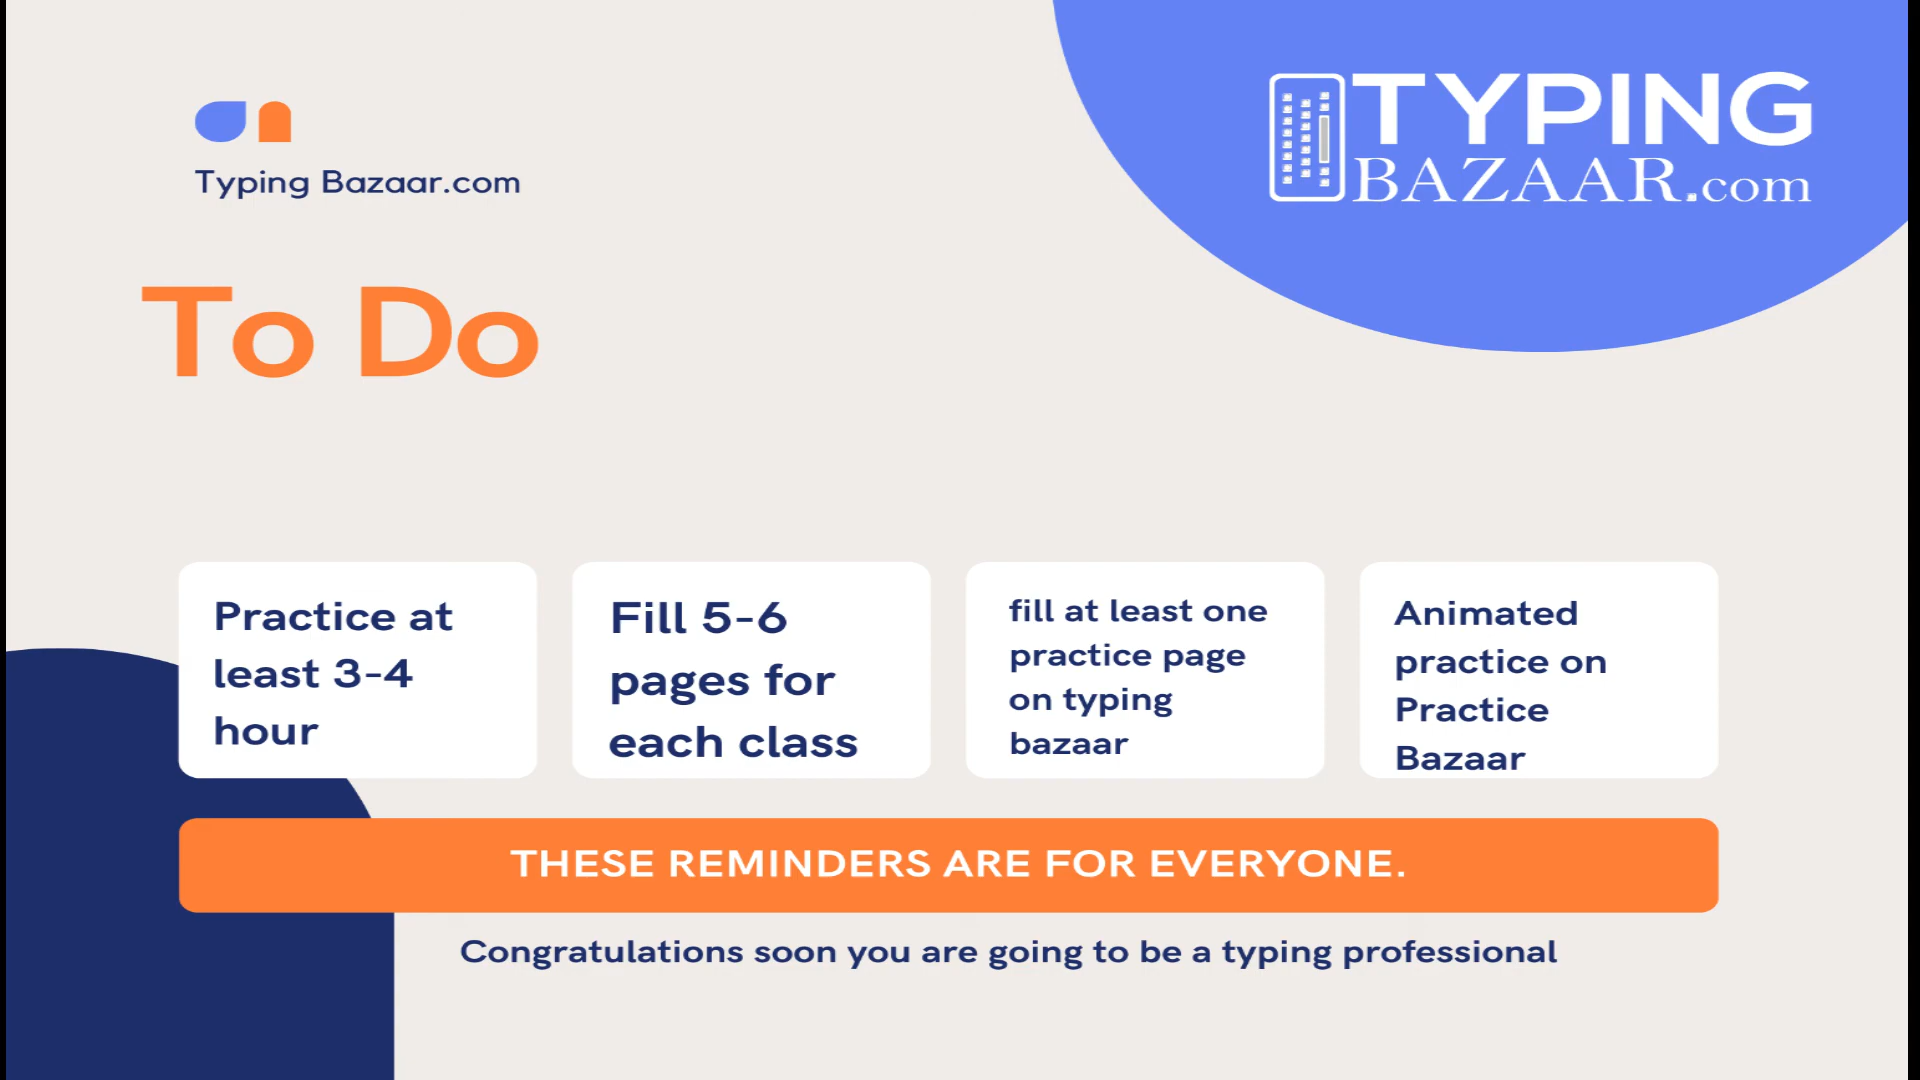 Typing Bazaar.com
TYPING
BAZAAR.com
To Do
Practice at
least 3-4
hour
Fill 5-6
pages for
each class
fill at least one
practice page
on typing
bazaar
Animated
practice on
Practice
Bazaar
THESE REMINDERS ARE FOR EVERYONE.
Congratulations soon you are going to be a typing professional